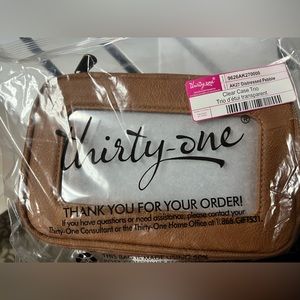 thirty-one
9626AK270000
AK27 Distressed Pebble
Clear Case Trio
Trio d'étui transparent
thirty-one®
THANK YOU FOR YOUR ORDER!
If you have questions or need assistance, please contact your
Thirty-One Consultant or the Thirty-One Home Office at 1.866.GIFTS31.